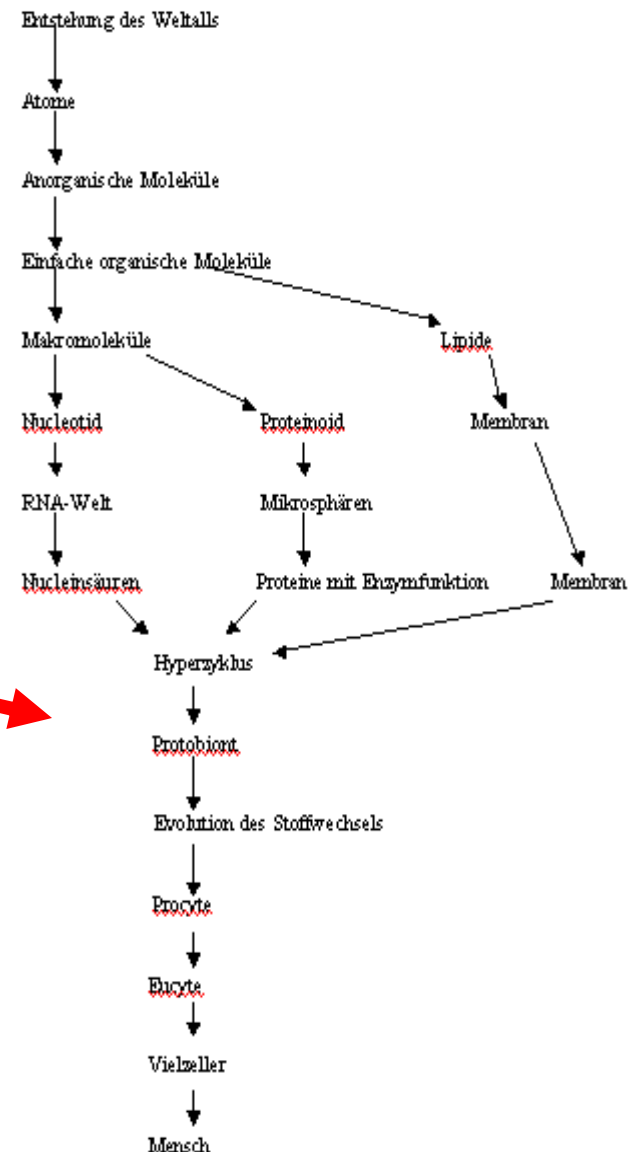 Entstehung des Weltalls
Atome
Anorganische Moleküle
Einfache organische Moleküle
Makromoleküle Lipide
Nucleotid Proteinoid Membran
RNA-Welt Mikrosphären
Nucleinsäuren Proteine mit Enzymfunktion Membran
Hyperzyklus
Protobiont
Evolution des Stoffwechsels
Procyte
Eucyte
Vielzeller
Mensch